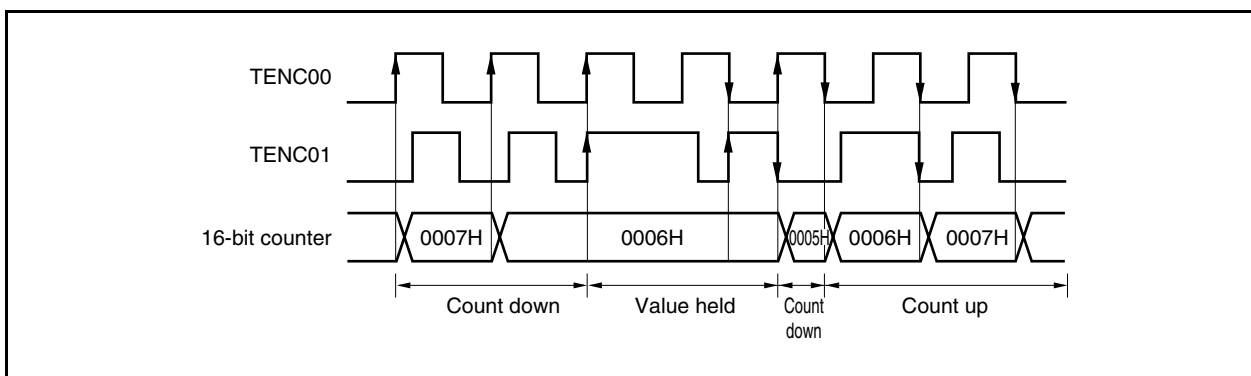 TENC00
TENC01
16-bit counter
0007H 0006H 0005H 0006H 0007H
Count down Value held Count down Count up